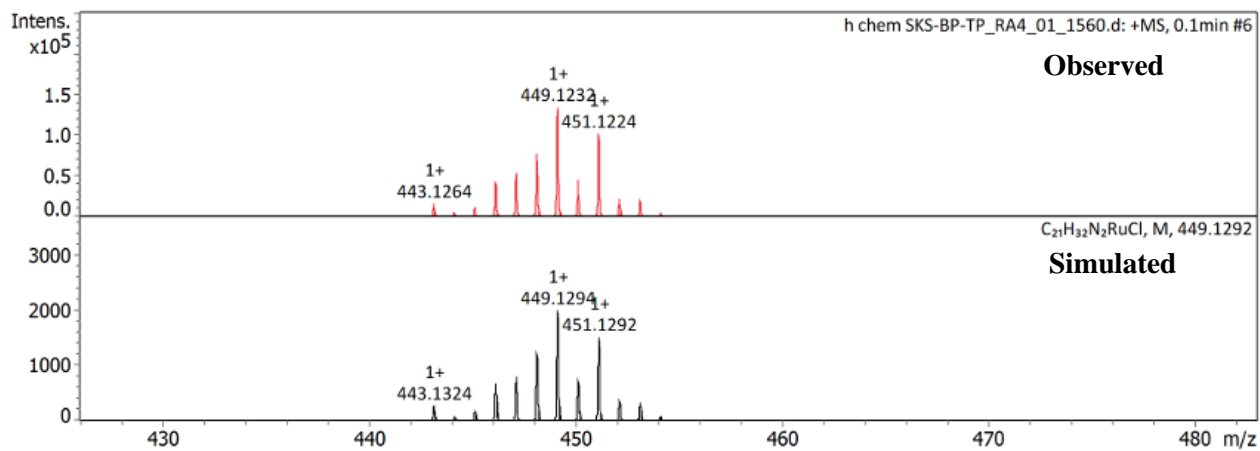 Intens.
x10⁵
h chem SKS-BP-TP_RA4_01_1560.d: +MS, 0.1min #6
Observed
1+
449.1232
1+
451.1224
1+
443.1264
1.5
1.0
0.5
0.0
C₂₁H₃₂N₂RuCl, M, 449.1292
Simulated
1+
449.1294
1+
451.1292
1+
443.1324
3000
2000
1000
0
430 440 450 460 470 480 m/z